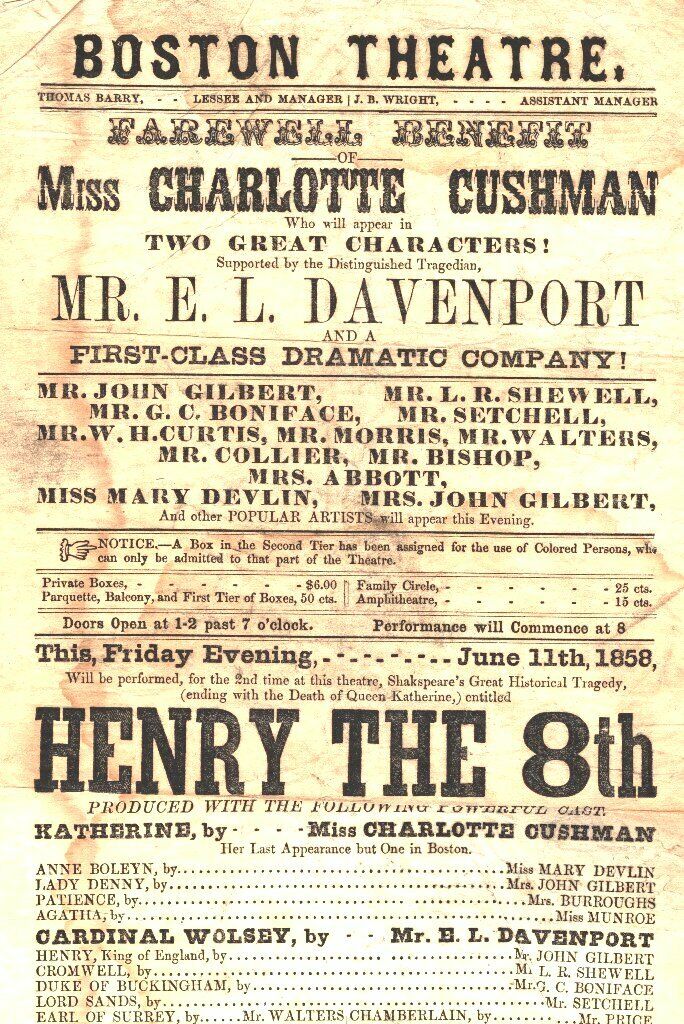 BOSTON THEATRE.
THOMAS BARRY, - - LESSEE AND MANAGER | J. B. WRIGHT, - - - - ASSISTANT MANAGER
FAREWELL BENEFIT
OF
MISS CHARLOTTE CUSHMAN
Who will appear in
TWO GREAT CHARACTERS!
Supported by the Distinguished Tragedian,
MR. E. L. DAVENPORT
AND A
FIRST-CLASS DRAMATIC COMPANY!
MR. JOHN GILBERT, MR. L. R. SHEWELL,
MR. G. C. BONIFACE, MR. SETCHELL,
MR. W. H. CURTIS, MR. MORRIS, MR. WALTERS,
MR. COLLIER, MR. BISHOP,
MRS. ABBOTT,
MISS MARY DEVLIN, MRS. JOHN GILBERT,
And other POPULAR ARTISTS will appear this Evening.
NOTICE.—A Box in the Second Tier has been assigned for the use of Colored Persons, who
can only be admitted to that part of the Theatre.
Private Boxes, - - - - - - $6.00 Family Circle, - - - - - 25 cts.
Parquette, Balcony, and First Tier of Boxes, 50 cts. Amphitheatre, - - - - - 15 cts.
Doors Open at 1-2 past 7 o'clock. Performance will Commence at 8
This, Friday Evening, - - - - - - - - - June 11th, 1858,
Will be performed, for the 2nd time at this theatre, Shakspeare's Great Historical Tragedy,
(ending with the Death of Queen Katherine,) entitled
HENRY THE 8th
PRODUCED WITH THE FOLLOWING POWERFUL CAST.
KATHERINE, by - - - - Miss CHARLOTTE CUSHMAN
Her Last Appearance but One in Boston.
ANNE BOLEYN, by..........Miss MARY DEVLIN
LADY DENNY, by..........Mrs. JOHN GILBERT
PATIENCE, by..........Mrs. BURROUGHS
AGATHA, by..........Miss MUNROE
CARDINAL WOLSEY, by - - Mr. E. L. DAVENPORT
HENRY, King of England, by..........Mr. JOHN GILBERT
CROMWELL, by..........Mr. L. R. SHEWELL
DUKE OF BUCKINGHAM, by..........Mr. G. C. BONIFACE
LORD SANDS, by..........Mr. SETCHELL
EARL OF SURREY, by.....Mr. WALTERS CHAMBERLAIN, by........Mr. PRICE